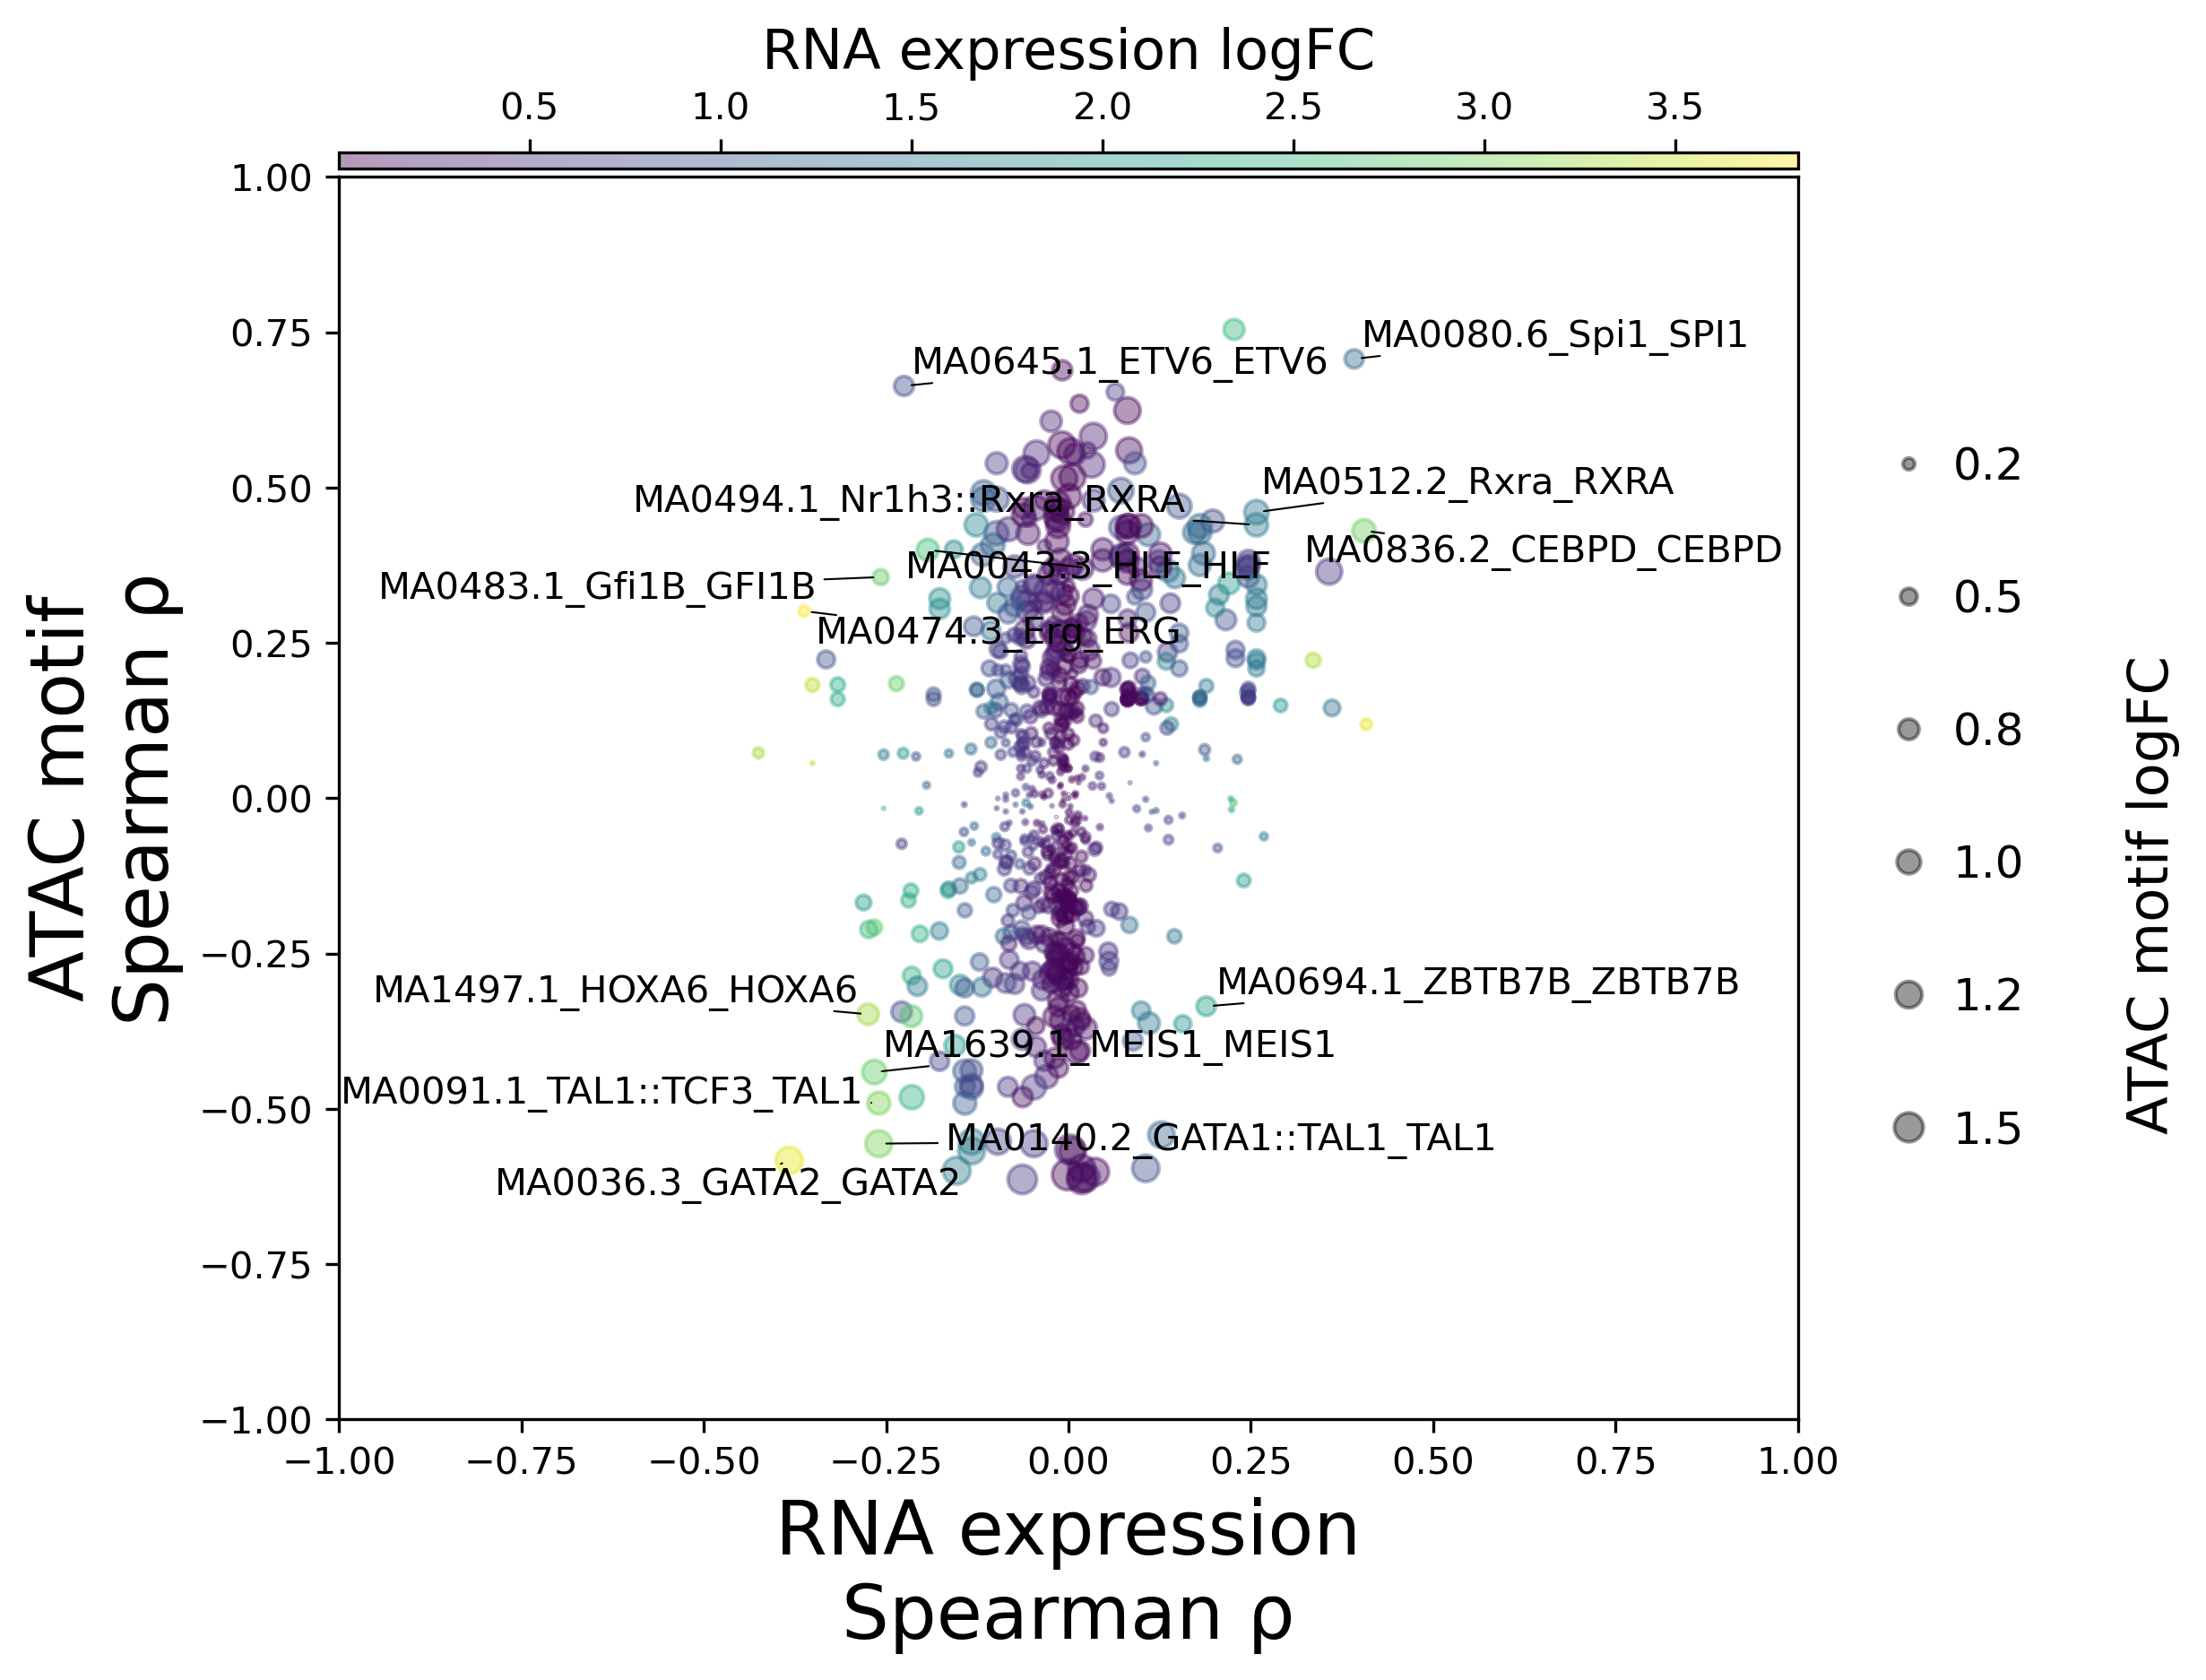 RNA expression logFC
0.5 1.0 1.5 2.0 2.5 3.0 3.5
1.00
0.75
0.50
0.25
0.00
−0.25
−0.50
−0.75
−1.00
ATAC motif
Spearman ρ
MA0080.6_Spi1_SPI1
MA0645.1_ETV6_ETV6
MA0512.2_Rxra_RXRA
MA0494.1_Nr1h3::Rxra_RXRA
MA0836.2_CEBPD_CEBPD
MA0043.3_HLF_HLF
MA0483.1_Gfi1B_GFI1B
MA0474.3_Erg_ERG
MA1497.1_HOXA6_HOXA6
MA0694.1_ZBTB7B_ZBTB7B
MA1639.1_MEIS1_MEIS1
MA0091.1_TAL1::TCF3_TAL1
MA0140.2_GATA1::TAL1_TAL1
MA0036.3_GATA2_GATA2
−1.00 −0.75 −0.50 −0.25 0.00 0.25 0.50 0.75 1.00
RNA expression
Spearman ρ
0.2
0.5
0.8
1.0
1.2
1.5
ATAC motif logFC